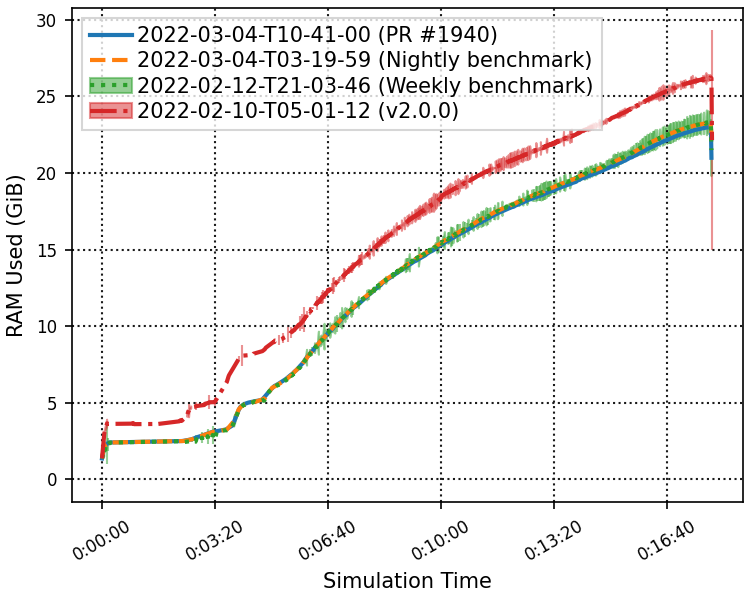 30
25
20
15
10
5
0
RAM Used (GiB)
2022-03-04-T10-41-00 (PR #1940)
2022-03-04-T03-19-59 (Nightly benchmark)
2022-02-12-T21-03-46 (Weekly benchmark)
2022-02-10-T05-01-12 (v2.0.0)
0:00:00
0:03:20
0:06:40
0:10:00
0:13:20
0:16:40
Simulation Time